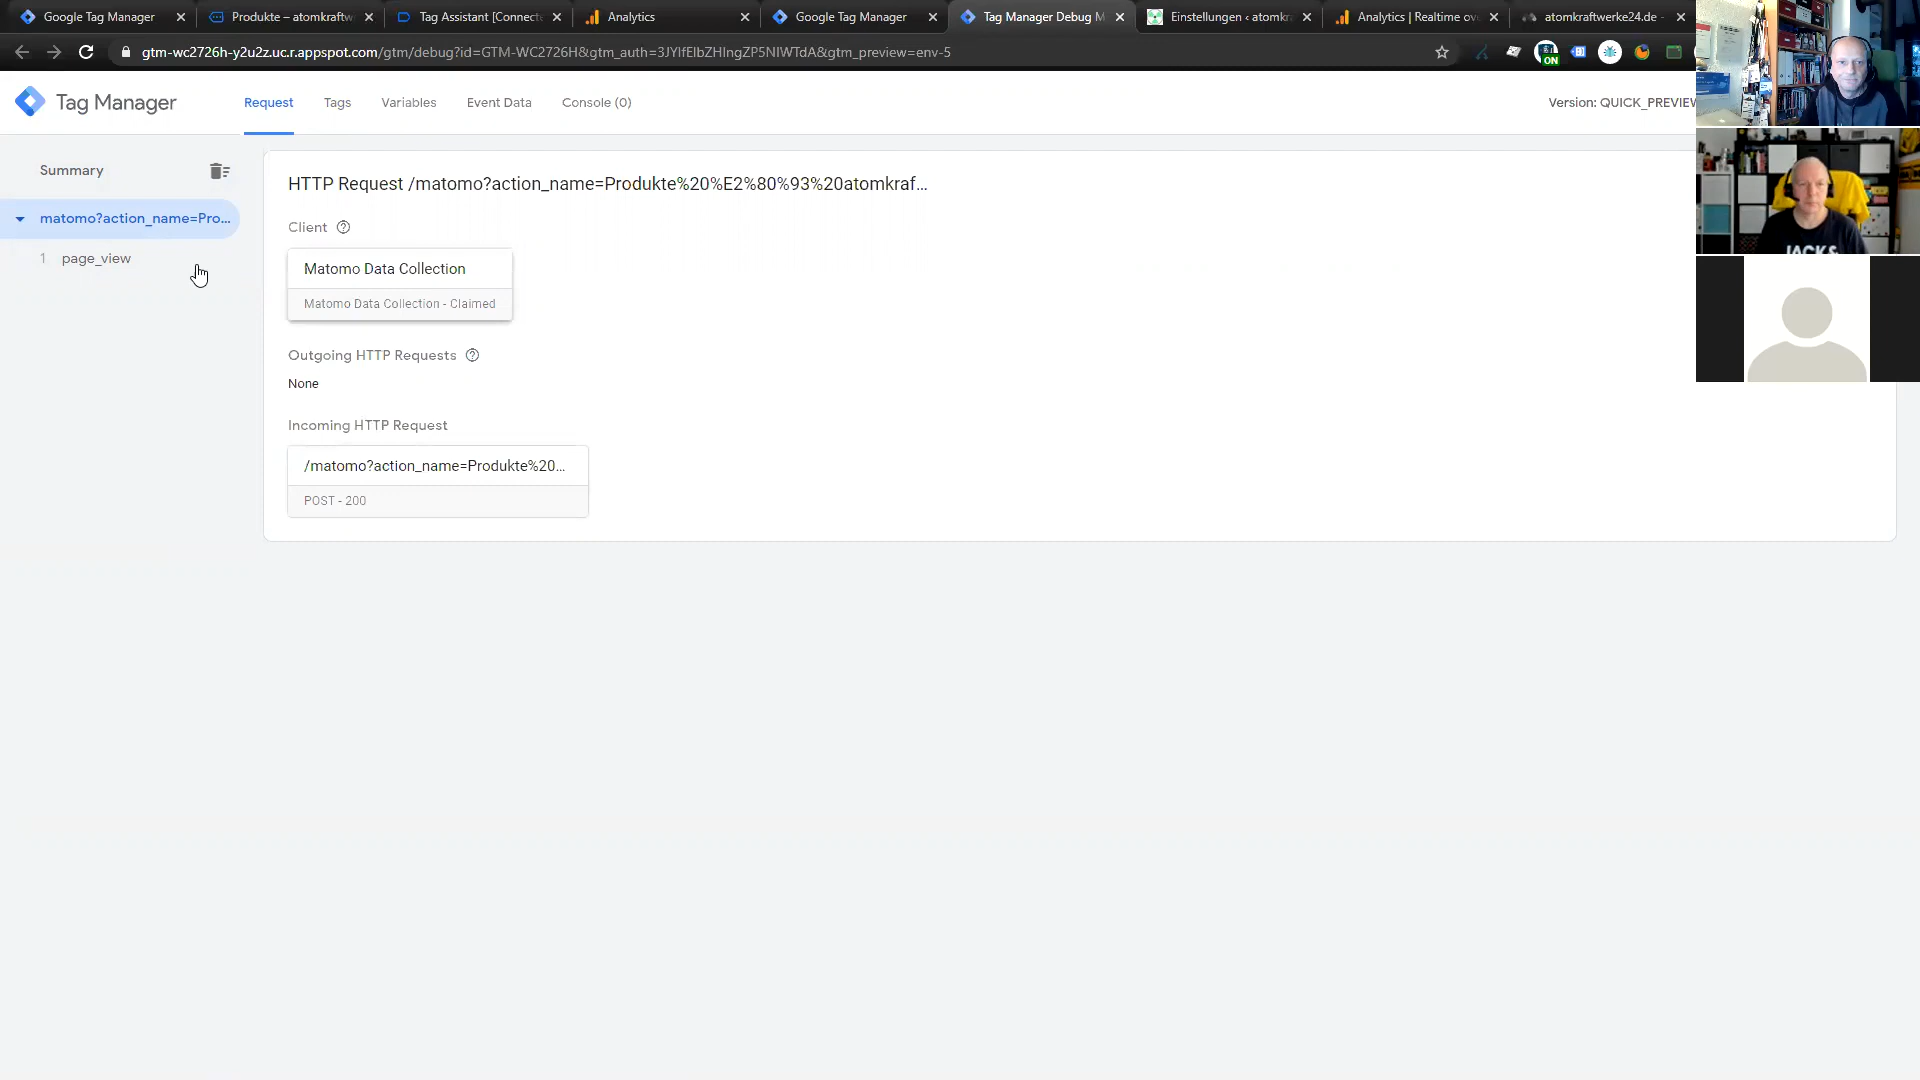 Google Tag Manager
Produkte – atomkraftw
Tag Assistant [Connecte
Analytics
Google Tag Manager
Tag Manager Debug M
Einstellungen ‹ atomkr
Analytics | Realtime ov
atomkraftwerke24.de -
gtm-wc2726h-y2u2z.uc.r.appspot.com/gtm/debug?id=GTM-WC2726H&gtm_auth=3JYlfElbZHIngZP5NIWTdA&gtm_preview=env-5
ON
Tag Manager
Request
Tags
Variables
Event Data
Console (0)
Version: QUICK_PREVIEW
Summary
matomo?action_name=Pro...
1 page_view
HTTP Request /matomo?action_name=Produkte%20%E2%80%93%20atomkraf...
Client
Matomo Data Collection
Matomo Data Collection - Claimed
Outgoing HTTP Requests
None
Incoming HTTP Request
/matomo?action_name=Produkte%20...
POST - 200
JACK&